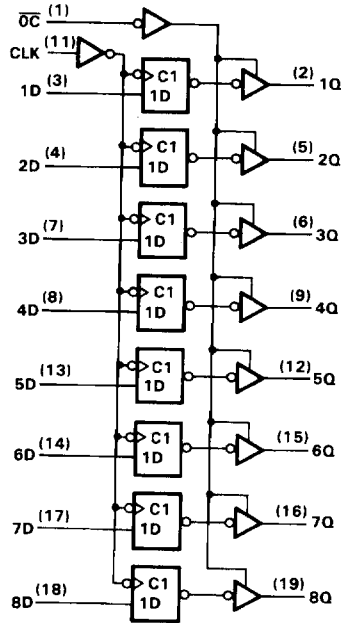 OC (1)
CLK (11)
1D (3) C1 1D (2) 1Q
2D (4) C1 1D (5) 2Q
3D (7) C1 1D (6) 3Q
4D (8) C1 1D (9) 4Q
5D (13) C1 1D (12) 5Q
6D (14) C1 1D (15) 6Q
7D (17) C1 1D (16) 7Q
8D (18) C1 1D (19) 8Q